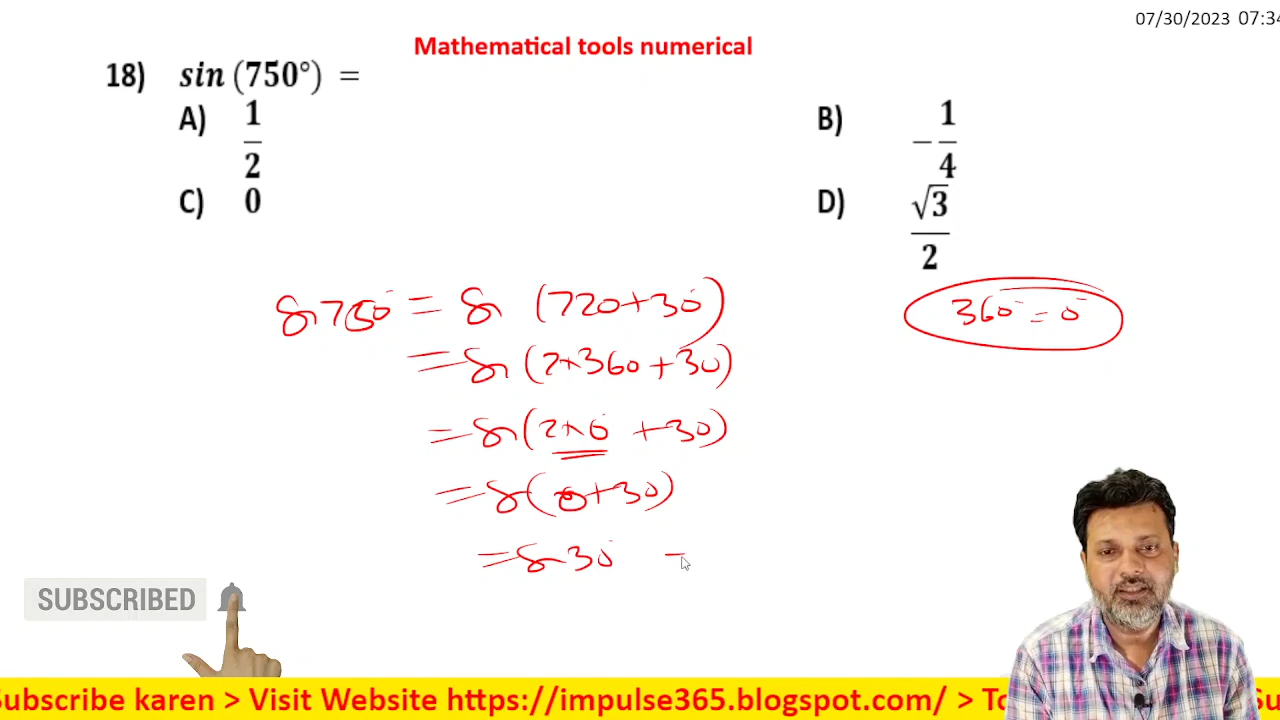 07/30/2023 07:34
Mathematical tools numerical
18) sin (750°) =
A) 1/2
B) -1/4
C) 0
D) √3/2
360° = 0°
sin 750° = sin (720+30°)
= sin (2×360+30)
= sin (2×0° +30)
= sin (0+30)
= sin 30° =
SUBSCRIBED
Subscribe karen > Visit Website https://impulse365.blogspot.com/ > To